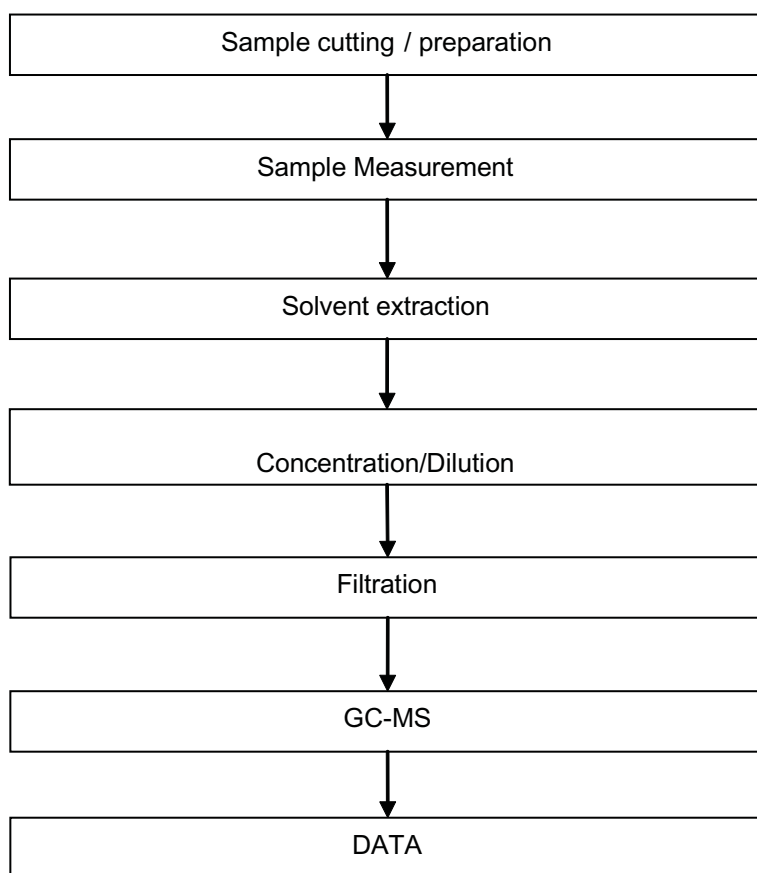 Sample cutting / preparation
Sample Measurement
Solvent extraction
Concentration/Dilution
Filtration
GC-MS
DATA